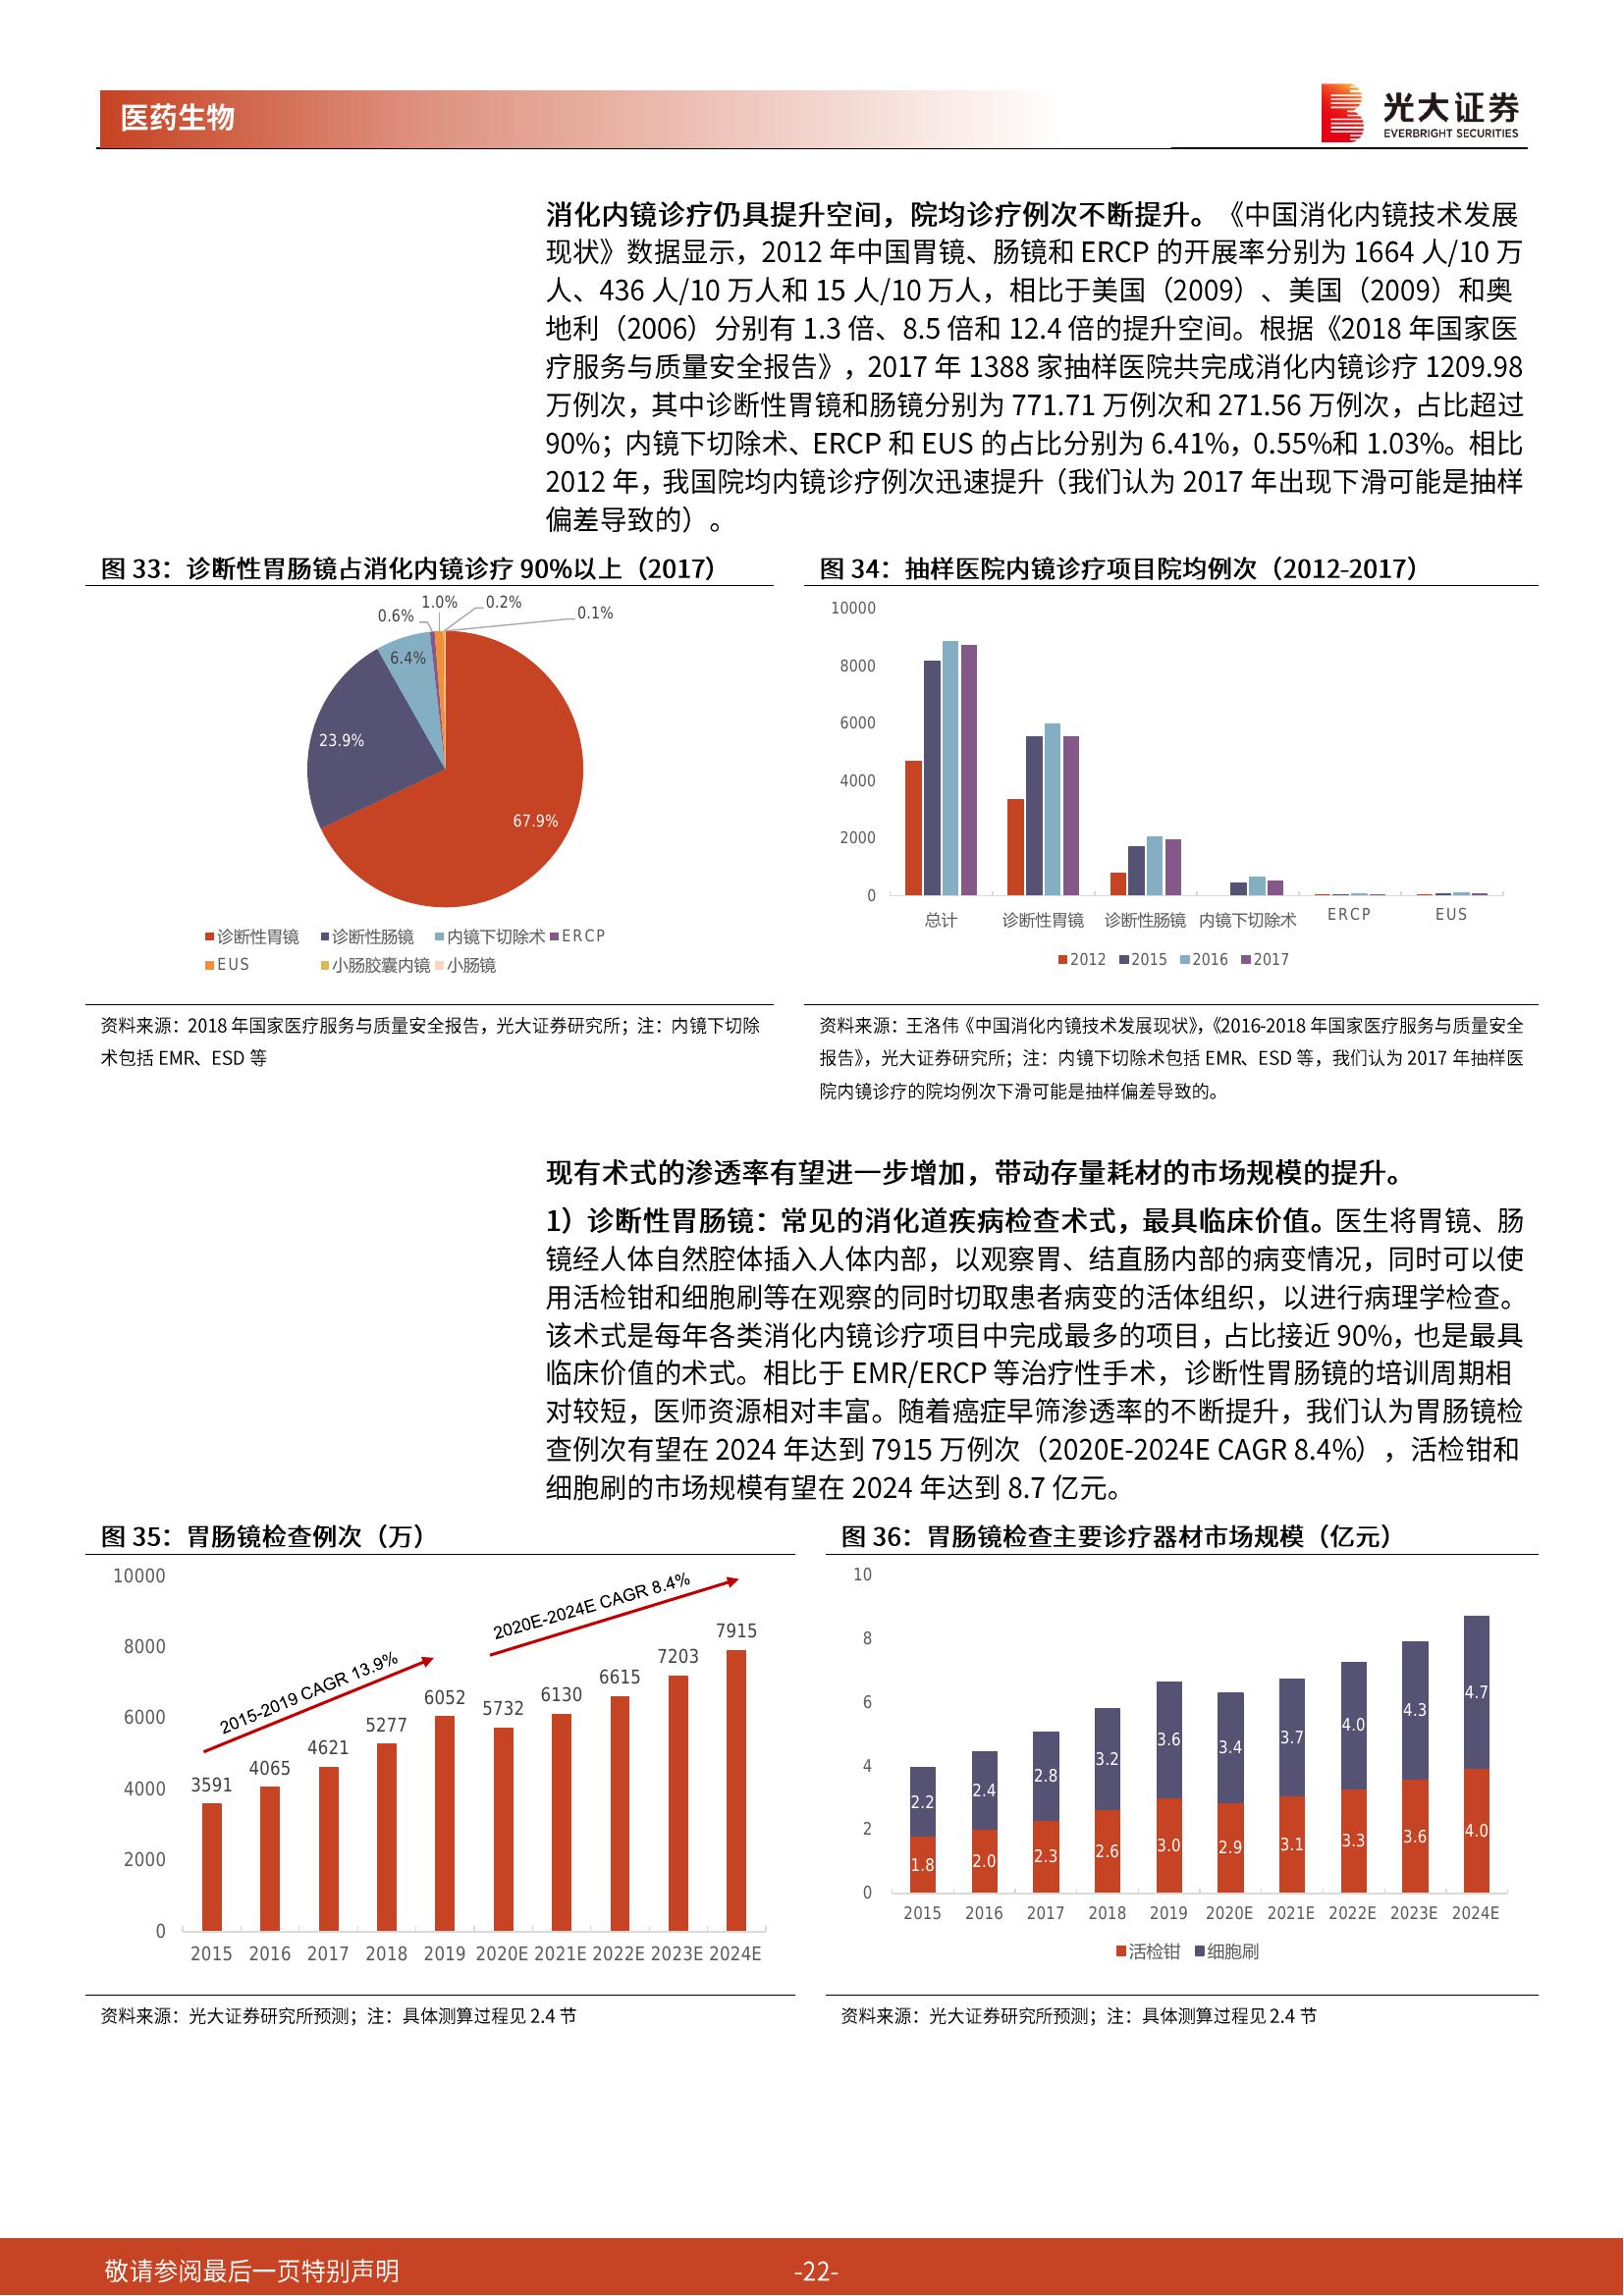 医药生物
光大证券
EVERBRIGHT SECURITIES
消化内镜诊疗仍具提升空间，院均诊疗例次不断提升。《中国消化内镜技术发展
现状》数据显示，2012 年中国胃镜、肠镜和 ERCP 的开展率分别为 1664 人/10 万
人、436 人/10 万人和 15 人/10 万人，相比于美国（2009）、美国（2009）和奥
地利（2006）分别有 1.3 倍、8.5 倍和 12.4 倍的提升空间。根据《2018 年国家医
疗服务与质量安全报告》，2017 年 1388 家抽样医院共完成消化内镜诊疗 1209.98
万例次，其中诊断性胃镜和肠镜分别为 771.71 万例次和 271.56 万例次，占比超过
90%；内镜下切除术、ERCP 和 EUS 的占比分别为 6.41%，0.55%和 1.03%。相比
2012 年，我国院均内镜诊疗例次迅速提升（我们认为 2017 年出现下滑可能是抽样
偏差导致的）。
图 33：诊断性胃肠镜占消化内镜诊疗 90%以上（2017）
0.6%
1.0%
0.2%
0.1%
6.4%
23.9%
67.9%
诊断性胃镜 诊断性肠镜 内镜下切除术 ERCP
EUS 小肠胶囊内镜 小肠镜
资料来源：2018 年国家医疗服务与质量安全报告，光大证券研究所；注：内镜下切除
术包括 EMR、ESD 等
图 34：抽样医院内镜诊疗项目院均例次（2012-2017）
10000
8000
6000
4000
2000
0
总计 诊断性胃镜 诊断性肠镜 内镜下切除术 ERCP EUS
2012 2015 2016 2017
资料来源：王洛伟《中国消化内镜技术发展现状》，《2016-2018 年国家医疗服务与质量安全
报告》，光大证券研究所；注：内镜下切除术包括 EMR、ESD 等，我们认为 2017 年抽样医
院内镜诊疗的院均例次下滑可能是抽样偏差导致的。
现有术式的渗透率有望进一步增加，带动存量耗材的市场规模的提升。
1）诊断性胃肠镜：常见的消化道疾病检查术式，最具临床价值。医生将胃镜、肠
镜经人体自然腔体插入人体内部，以观察胃、结直肠内部的病变情况，同时可以使
用活检钳和细胞刷等在观察的同时切取患者病变的活体组织，以进行病理学检查。
该术式是每年各类消化内镜诊疗项目中完成最多的项目，占比接近 90%，也是最具
临床价值的术式。相比于 EMR/ERCP 等治疗性手术，诊断性胃肠镜的培训周期相
对较短，医师资源相对丰富。随着癌症早筛渗透率的不断提升，我们认为胃肠镜检
查例次有望在 2024 年达到 7915 万例次（2020E-2024E CAGR 8.4%），活检钳和
细胞刷的市场规模有望在 2024 年达到 8.7 亿元。
图 35：胃肠镜检查例次（万）
10000
8000
6000
4000
2000
0
2015-2019 CAGR 13.9%
2020E-2024E CAGR 8.4%
3591 4065 4621 5277 6052 5732 6130 6615 7203 7915
2015 2016 2017 2018 2019 2020E 2021E 2022E 2023E 2024E
资料来源：光大证券研究所预测；注：具体测算过程见 2.4 节
图 36：胃肠镜检查主要诊疗器材市场规模（亿元）
10
8
6
4
2
0
2.2 2.4 2.8 3.2 3.6 3.4 3.7 4.0 4.3 4.7
1.8 2.0 2.3 2.6 3.0 2.9 3.1 3.3 3.6 4.0
2015 2016 2017 2018 2019 2020E 2021E 2022E 2023E 2024E
活检钳 细胞刷
资料来源：光大证券研究所预测；注：具体测算过程见 2.4 节
敬请参阅最后一页特别声明
-22-